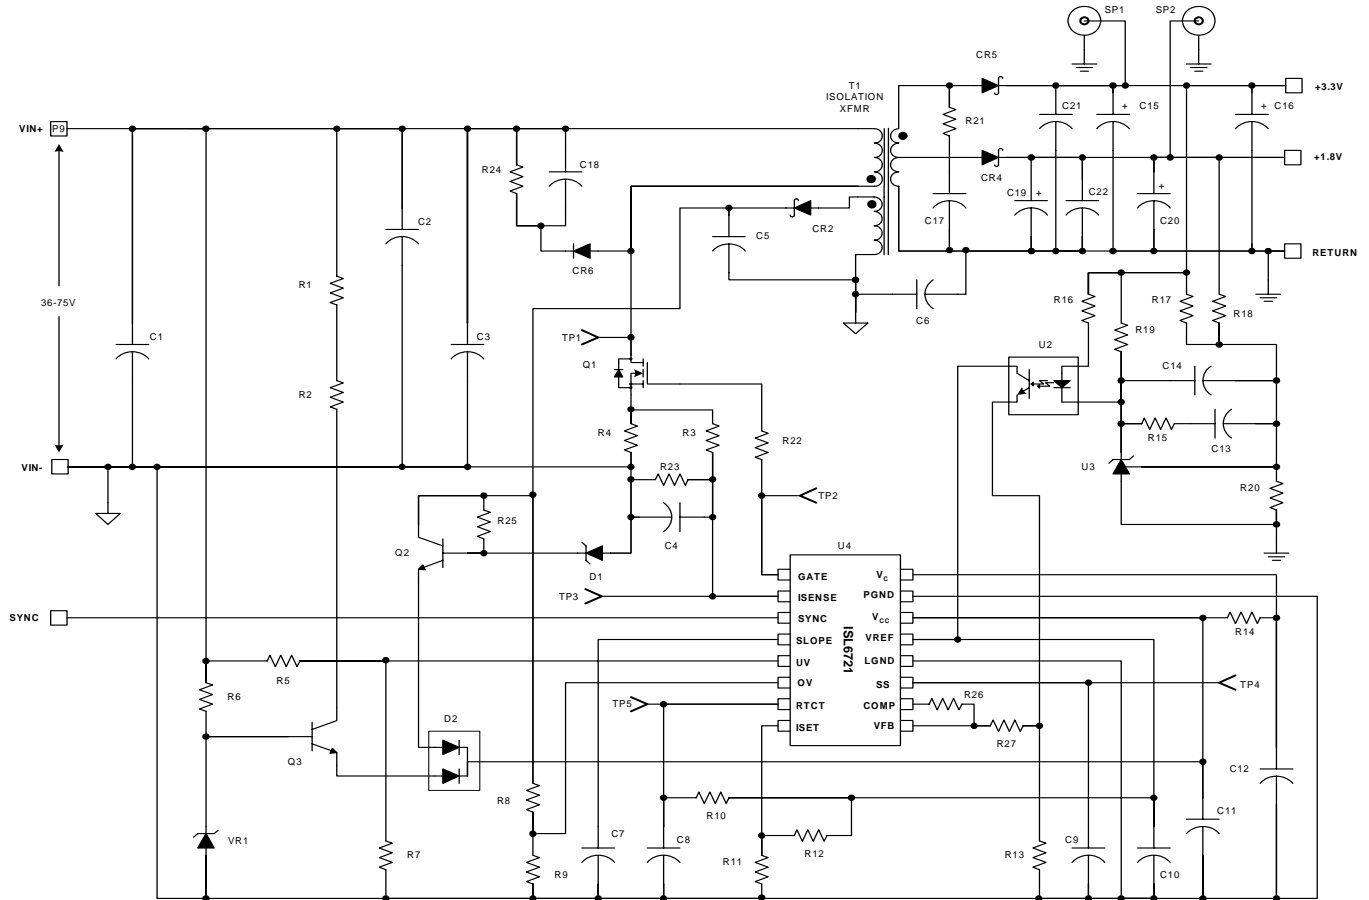 SP1
SP2
CR5
T1
ISOLATION
XFMR
+3.3V
C21
C15
+
C16
+
R21
VIN+
P9
+1.8V
R24
C18
CR4
C19
+
C22
+
C20
C17
C2
CR2
C5
CR6
RETURN
R1
36-75V
R16
R17
R18
C6
R19
C1
C3
TP1
U2
Q1
C14
R2
R4
R3
R22
R15
C13
VIN-
R23
U3
R20
TP2
R25
C4
Q2
U4
D1
GATE
VC
TP3
ISENSE
PGND
SYNC
SYNC
VCC
R14
SLOPE
VREF
ISL6721
R5
UV
LGND
OV
SS
TP4
R6
TP5
RTCT
COMP
R26
D2
ISET
VFB
R27
Q3
C12
R8
R10
C11
VR1
R7
C7
C8
R12
R11
R13
C9
R9
C10